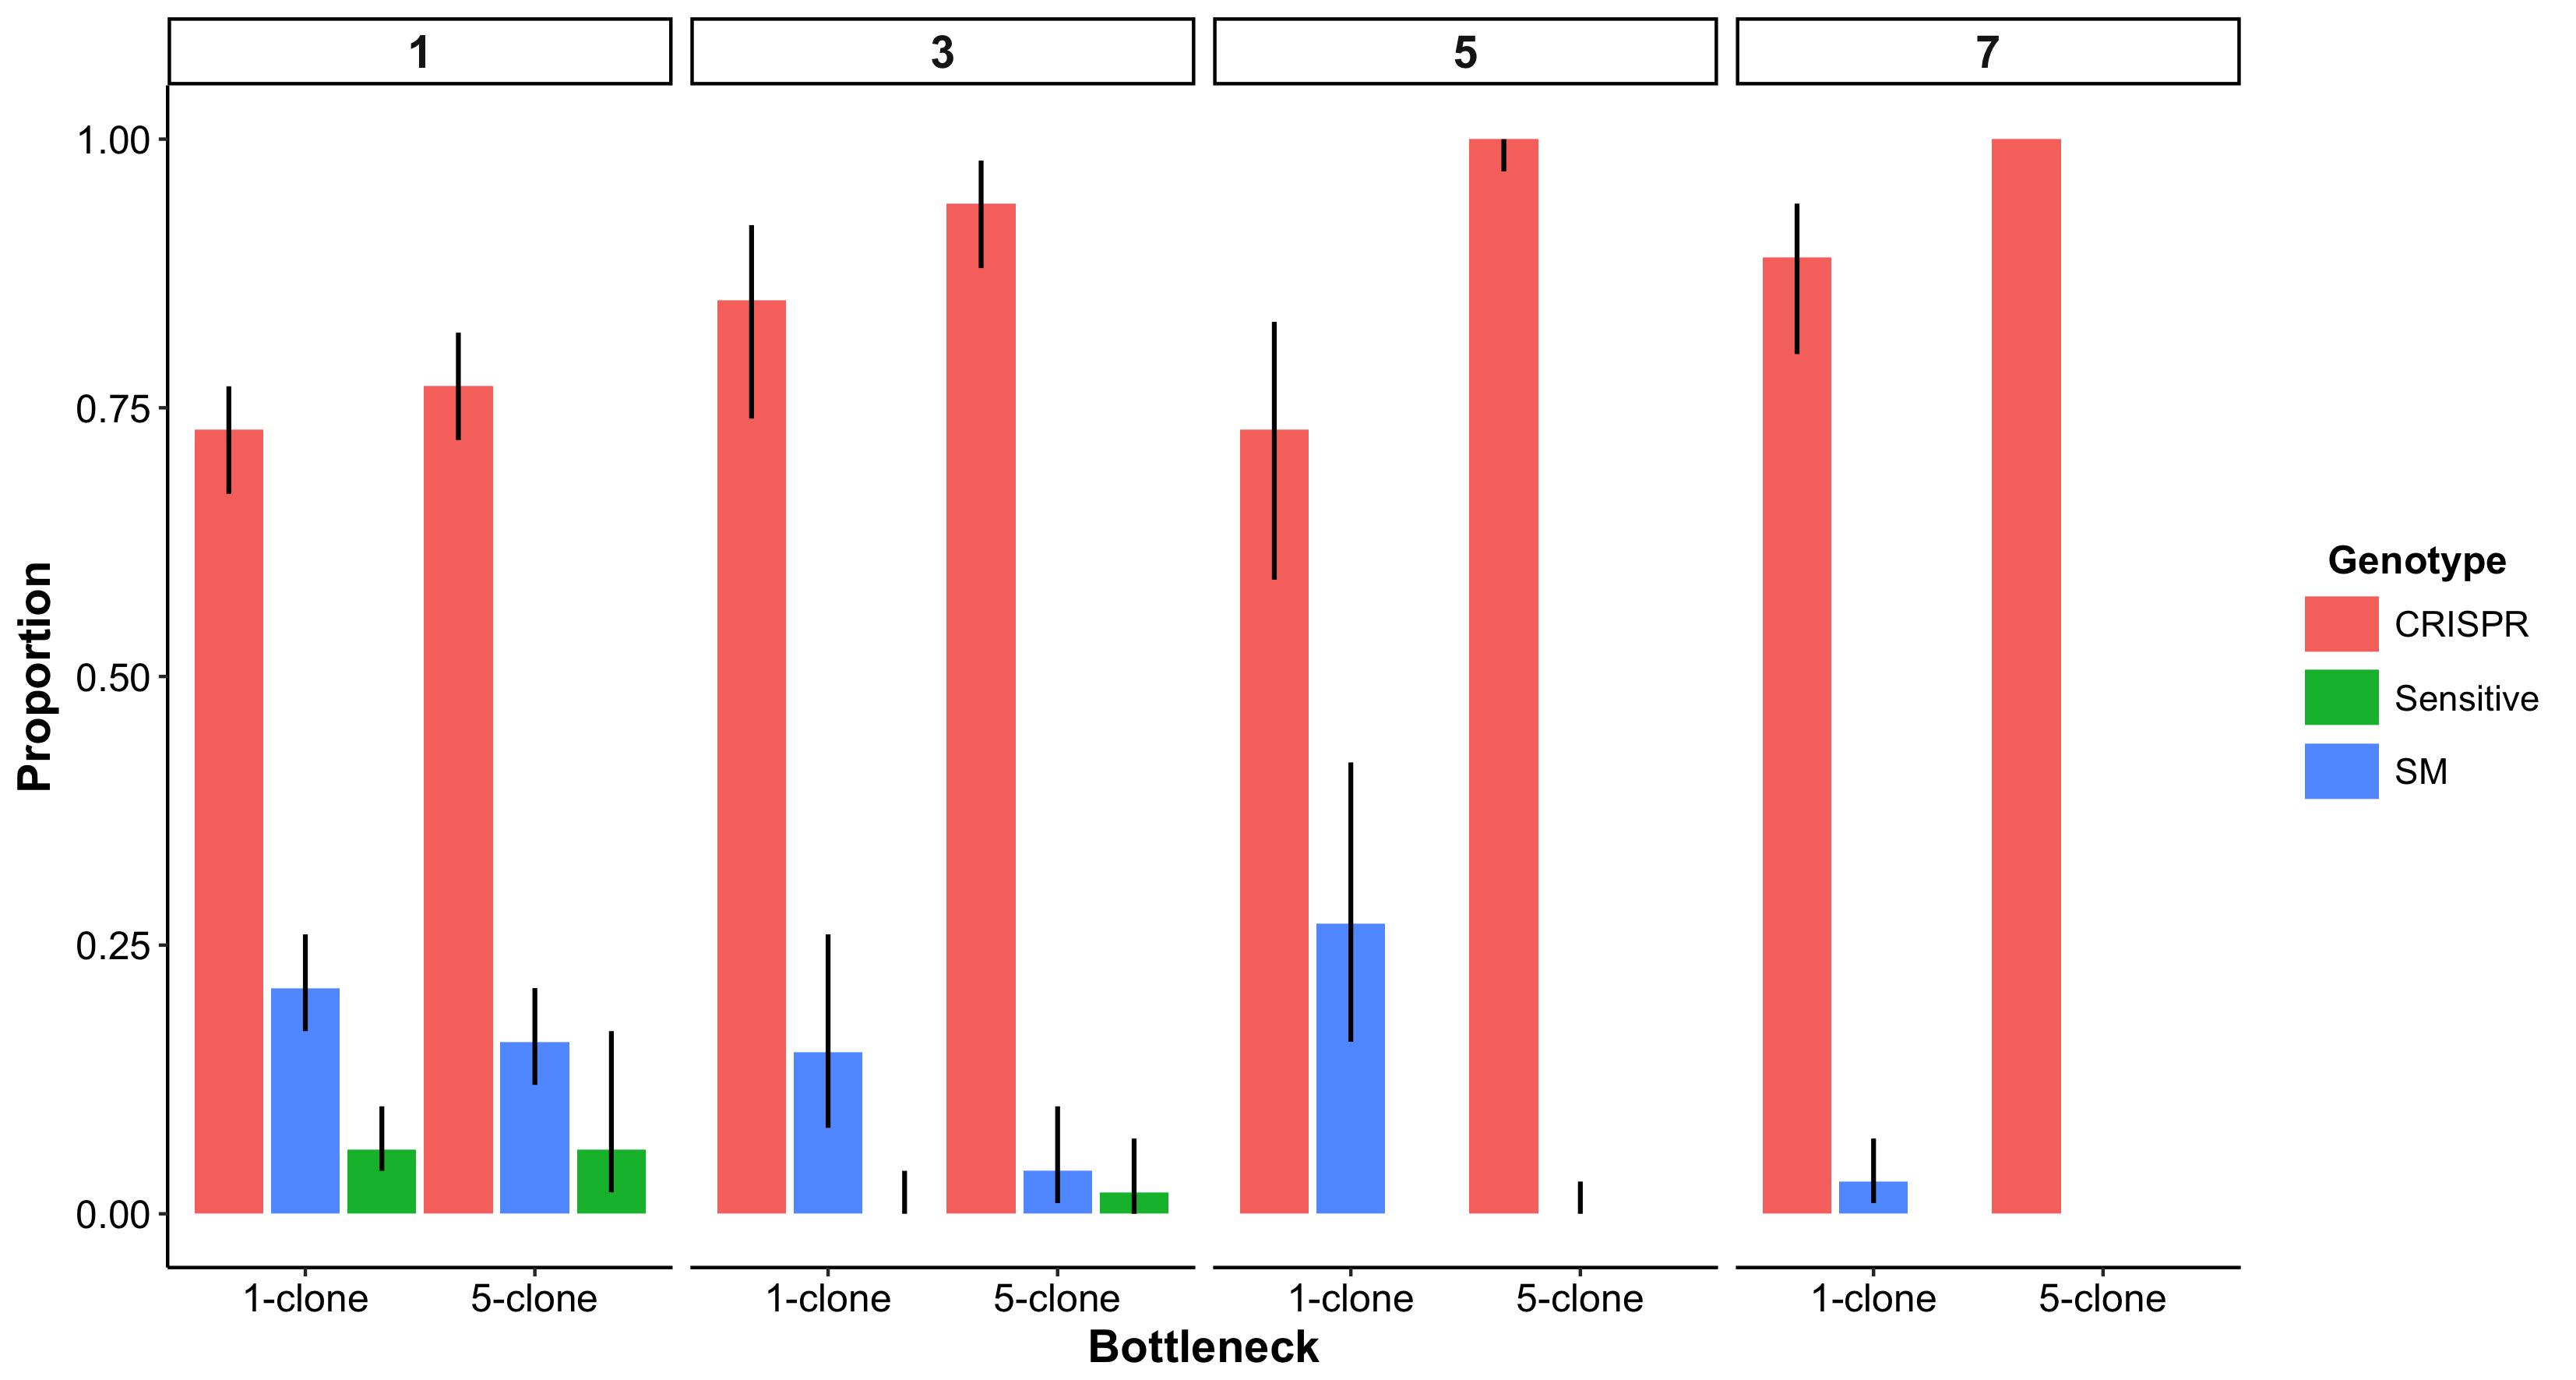 1 3 5 7
1.00
0.75
0.50
0.25
0.00
Proportion
1-clone 5-clone 1-clone 5-clone 1-clone 5-clone 1-clone 5-clone
Bottleneck
Genotype
CRISPR
Sensitive
SM